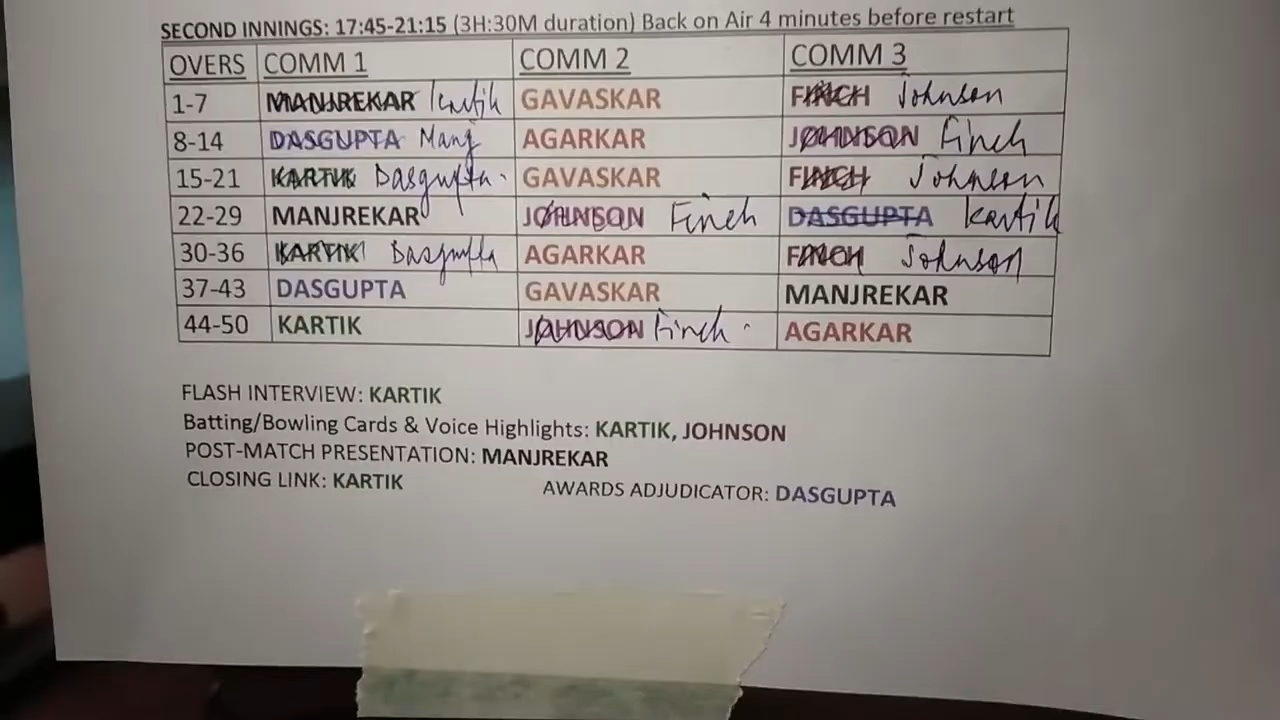 SECOND INNINGS: 17:45-21:15 (3H:30M duration) Back on Air 4 minutes before restart
OVERS COMM 1 COMM 2 COMM 3
1-7 MANJREKAR Kartik GAVASKAR FINCH Johnson
8-14 DASGUPTA Manj AGARKAR JOHNSON Finch
15-21 KARTIK Dasgupta. GAVASKAR FINCH Johnson
22-29 MANJREKAR JOHNSON Finch DASGUPTA Kartik
30-36 KARTIK Dasgupta AGARKAR FINCH Johnson
37-43 DASGUPTA GAVASKAR MANJREKAR
44-50 KARTIK JOHNSON Finch. AGARKAR
FLASH INTERVIEW: KARTIK
Batting/Bowling Cards & Voice Highlights: KARTIK, JOHNSON
POST-MATCH PRESENTATION: MANJREKAR
CLOSING LINK: KARTIK AWARDS ADJUDICATOR: DASGUPTA